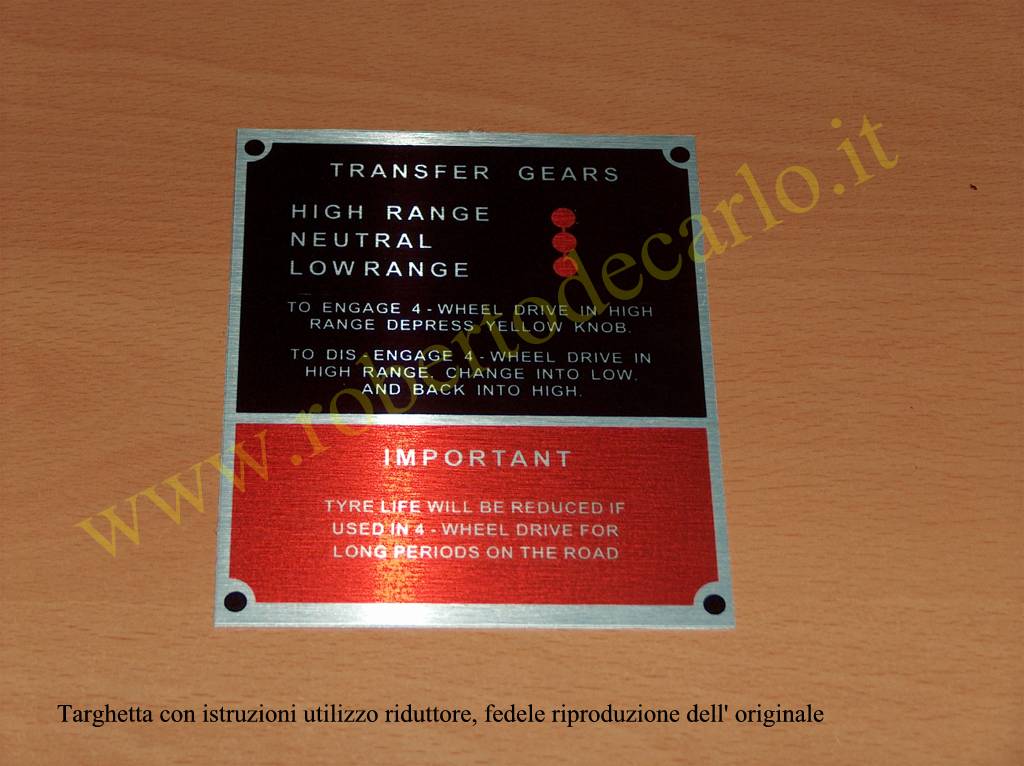 TRANSFER GEARS
HIGH RANGE
NEUTRAL
LOW RANGE
TO ENGAGE 4-WHEEL DRIVE IN HIGH
RANGE DEPRESS YELLOW KNOB.
TO DIS-ENGAGE 4-WHEEL DRIVE IN
HIGH RANGE, CHANGE INTO LOW,
AND BACK INTO HIGH.
IMPORTANT
TYRE LIFE WILL BE REDUCED IF
USED IN 4-WHEEL DRIVE FOR
LONG PERIODS ON THE ROAD
www.robertodecarlo.it
Targhetta con istruzioni utilizzo riduttore, fedele riproduzione dell' originale